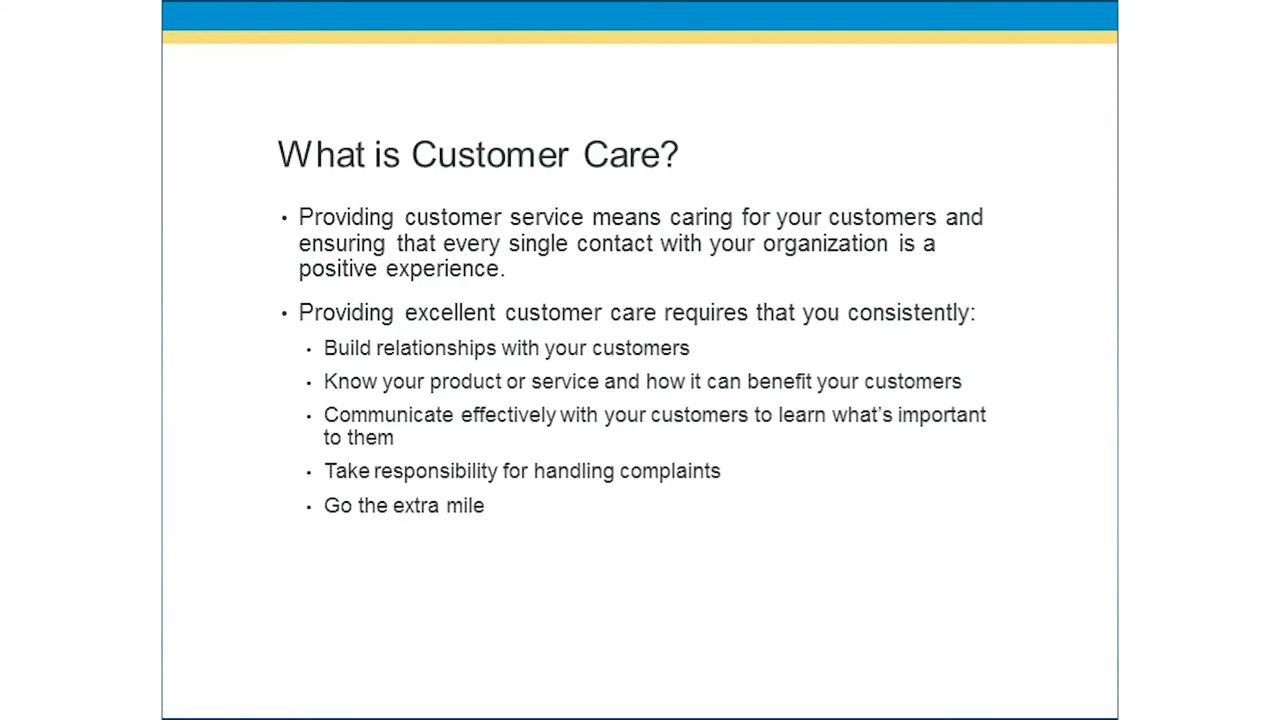 What is Customer Care?
• Providing customer service means caring for your customers and
ensuring that every single contact with your organization is a
positive experience.
• Providing excellent customer care requires that you consistently:
• Build relationships with your customers
• Know your product or service and how it can benefit your customers
• Communicate effectively with your customers to learn what’s important
to them
• Take responsibility for handling complaints
• Go the extra mile